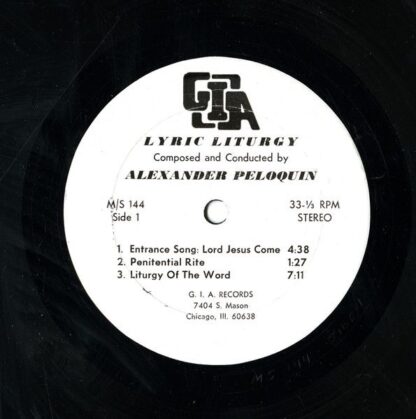 GIA
LYRIC LITURGY
Composed and Conducted by
ALEXANDER PELOQUIN
M/S 144 33-⅓ RPM
Side 1 STEREO
1. Entrance Song: Lord Jesus Come 4:38
2. Penitential Rite 1:27
3. Liturgy Of The Word 7:11
G. I. A. RECORDS
7404 S. Mason
Chicago, Ill. 60638